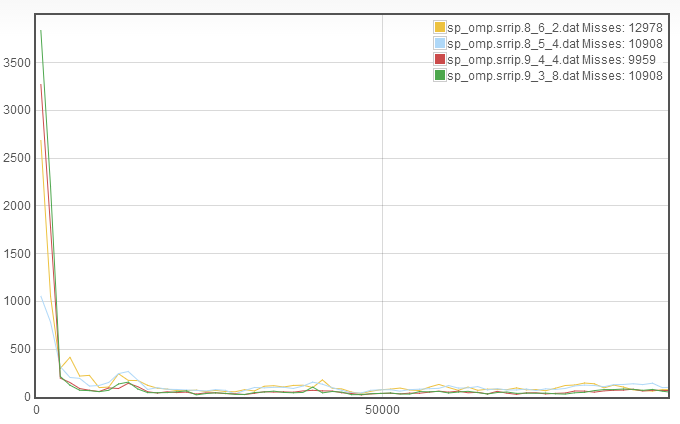 sp_omp.srrip.8_6_2.dat Misses: 12978
sp_omp.srrip.8_5_4.dat Misses: 10908
sp_omp.srrip.9_4_4.dat Misses: 9959
sp_omp.srrip.9_3_8.dat Misses: 10908
3500
3000
2500
2000
1500
1000
500
0
0 50000